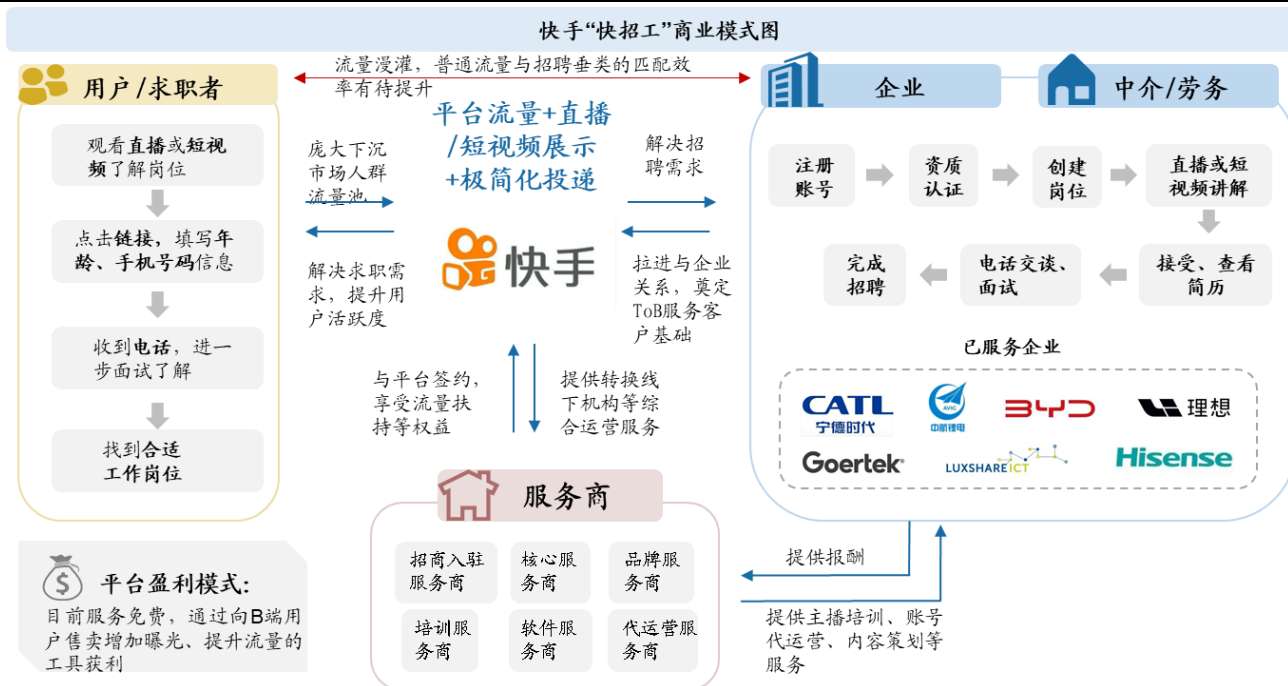 快手“快招工”商业模式图
用户/求职者
观看直播或短视
频了解岗位
点击链接，填写年
龄、手机号码信息
收到电话，进一
步面试了解
找到合适
工作岗位
流量浸灌，普通流量与招聘垂类的匹配效
率有待提升
平台流量+直播
/短视频展示
+极简化投递
庞大下沉
市场人群
流量池
解决招
聘需求
快手
解决求职需
求，提升用
户活跃度
拉进与企业
关系，奠定
ToB服务客
户基础
与平台签约，
享受流量扶
持等权益
提供转换线
下机构等综
合运营服务
企业
中介/劳务
注册
账号
资质
认证
创建
岗位
直播或短
视频讲解
接受、查看
简历
电话交谈、
面试
完成
招聘
已服务企业
CATL
宁德时代
AVIC
中航锂电
BYD
理想
Goertek
LUXSHARE ICT
Hisense
服务商
招商入驻
服务商
核心服
务商
品牌服
务商
培训服
务商
软件服
务商
代运营服
务商
提供报酬
提供主播培训、账号
代运营、内容策划等
服务
$
平台盈利模式:
目前服务免费，通过向B端用
户售卖增加曝光、提升流量的
工具获利